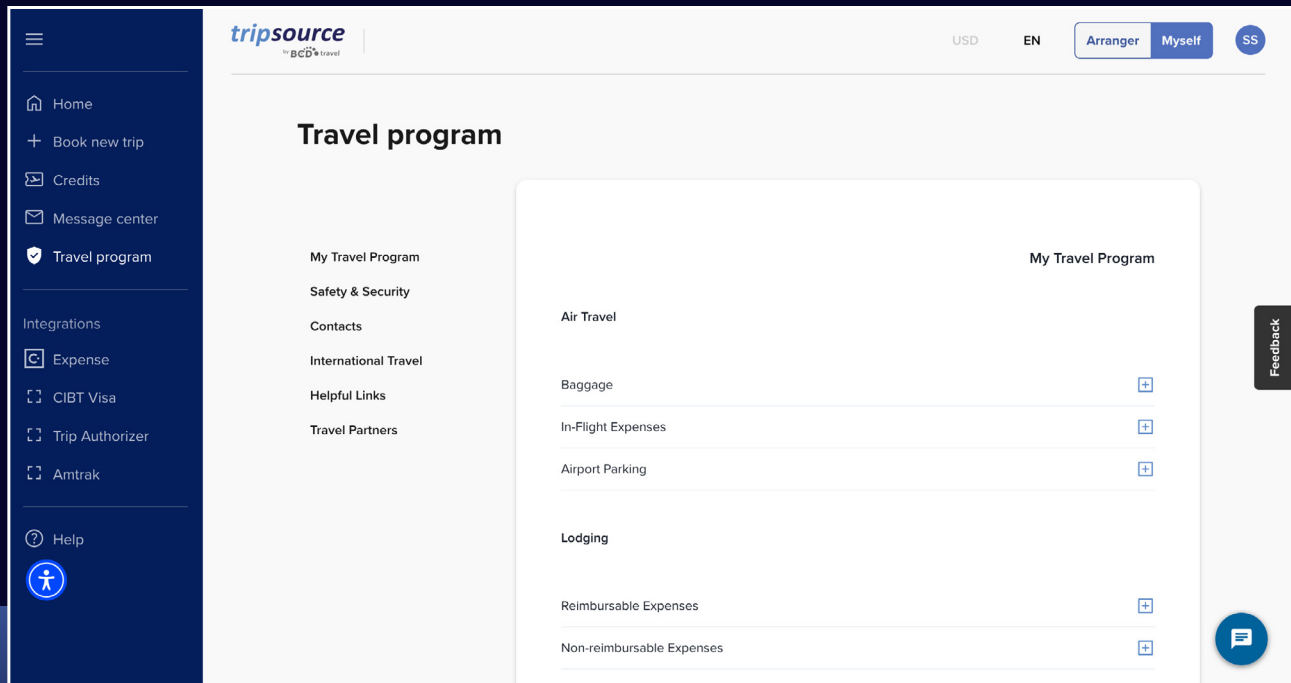 tripsource
by BCD travel
USD
EN
Arranger
Myself
SS
Home
Book new trip
Credits
Message center
Travel program
Integrations
Expense
CIBT Visa
Trip Authorizer
Amtrak
Help
Travel program
My Travel Program
Safety & Security
Contacts
International Travel
Helpful Links
Travel Partners
My Travel Program
Air Travel
Baggage
In-Flight Expenses
Airport Parking
Lodging
Reimbursable Expenses
Non-reimbursable Expenses
Feedback